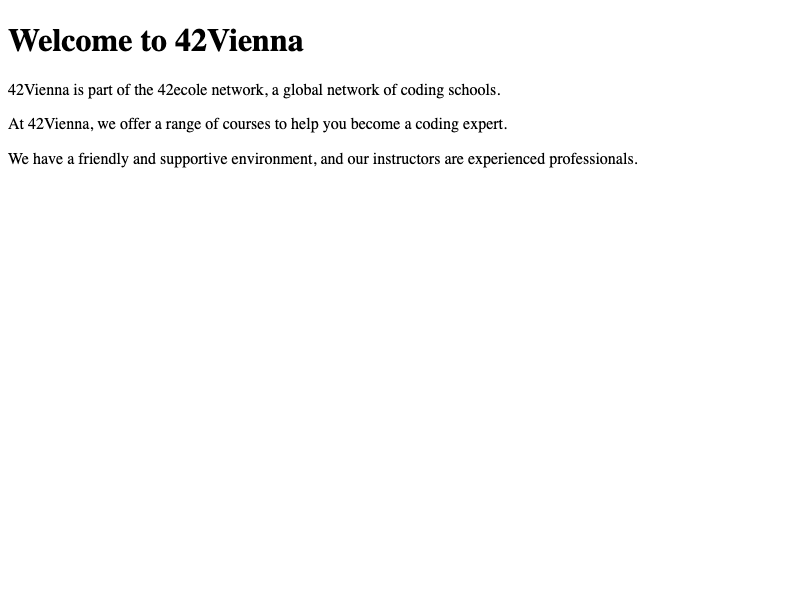 Welcome to 42Vienna
42Vienna is part of the 42ecole network, a global network of coding schools.
At 42Vienna, we offer a range of courses to help you become a coding expert.
We have a friendly and supportive environment, and our instructors are experienced professionals.